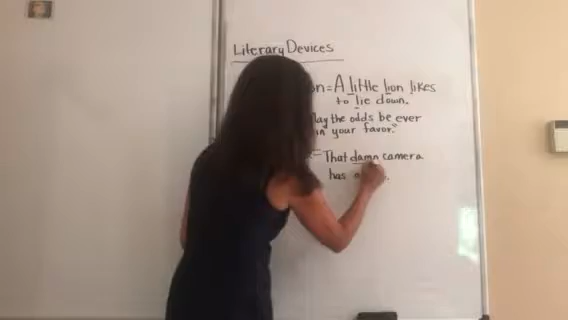 Literary Devices
on = A little lion likes
to lie down.
May the odds be ever
in your favor."
= That damn camera
has